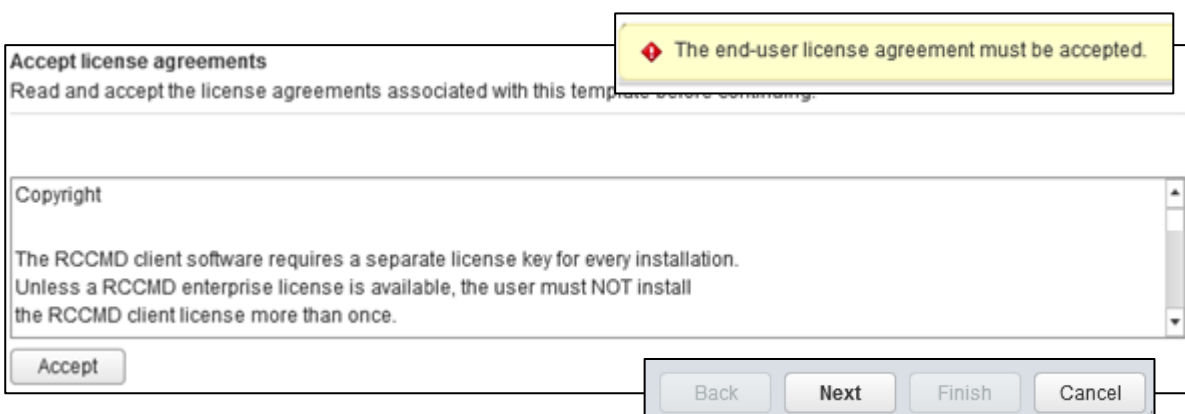 The end-user license agreement must be accepted.
Accept license agreements
Read and accept the license agreements associated with this template before continuing.
Copyright
The RCCMD client software requires a separate license key for every installation.
Unless a RCCMD enterprise license is available, the user must NOT install
the RCCMD client license more than once.
Accept
Back Next Finish Cancel